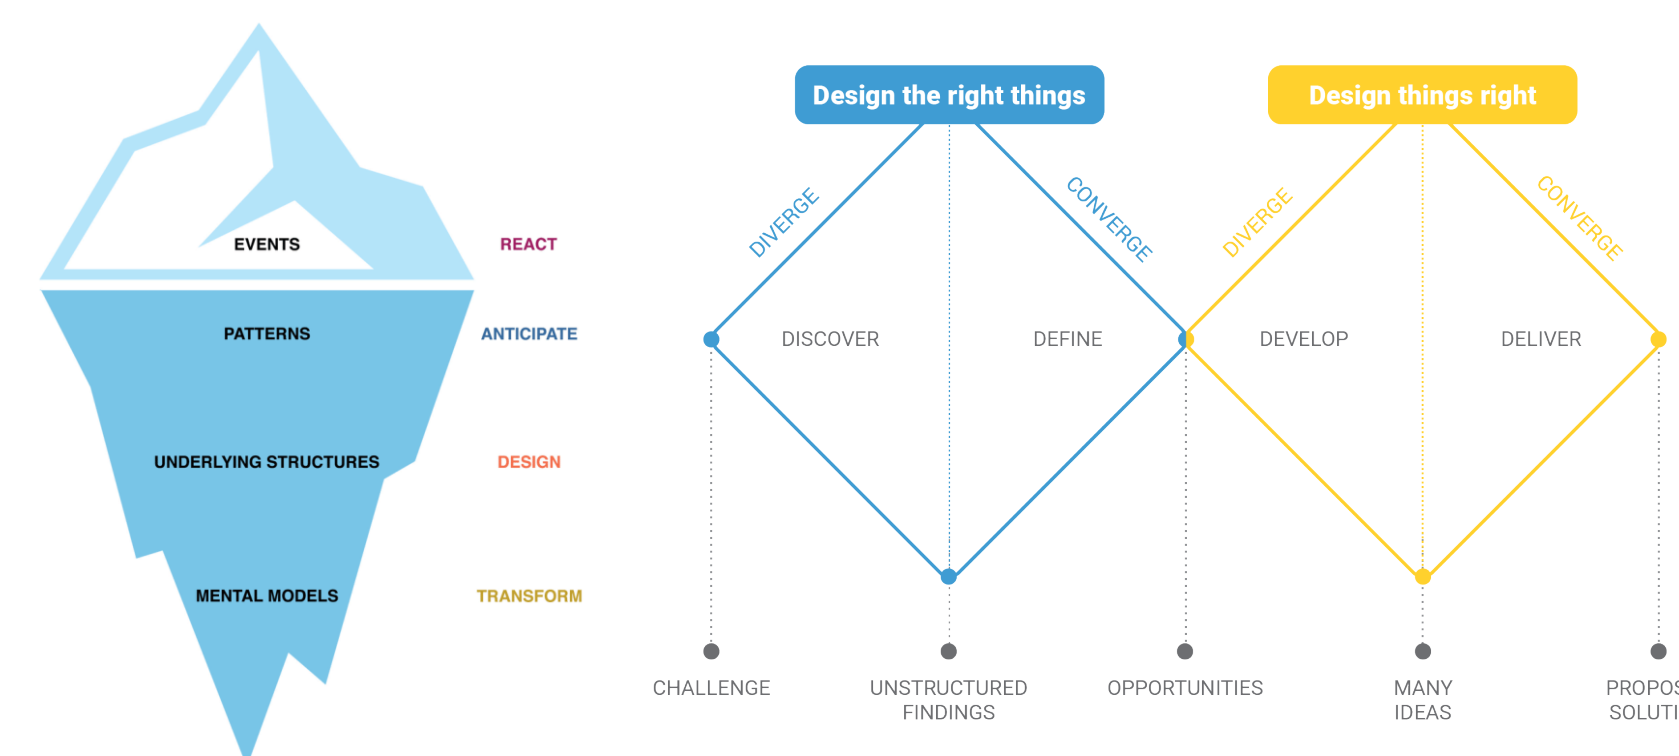 EVENTS
REACT
PATTERNS
ANTICIPATE
UNDERLYING STRUCTURES
DESIGN
MENTAL MODELS
TRANSFORM
Design the right things
Design things right
DIVERGE
CONVERGE
DIVERGE
CONVERGE
DISCOVER
DEFINE
DEVELOP
DELIVER
CHALLENGE
UNSTRUCTURED
FINDINGS
OPPORTUNITIES
MANY
IDEAS